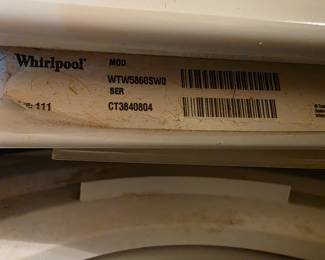 Whirlpool
MOD
WTW5860SW0
SER
111
CT3840804